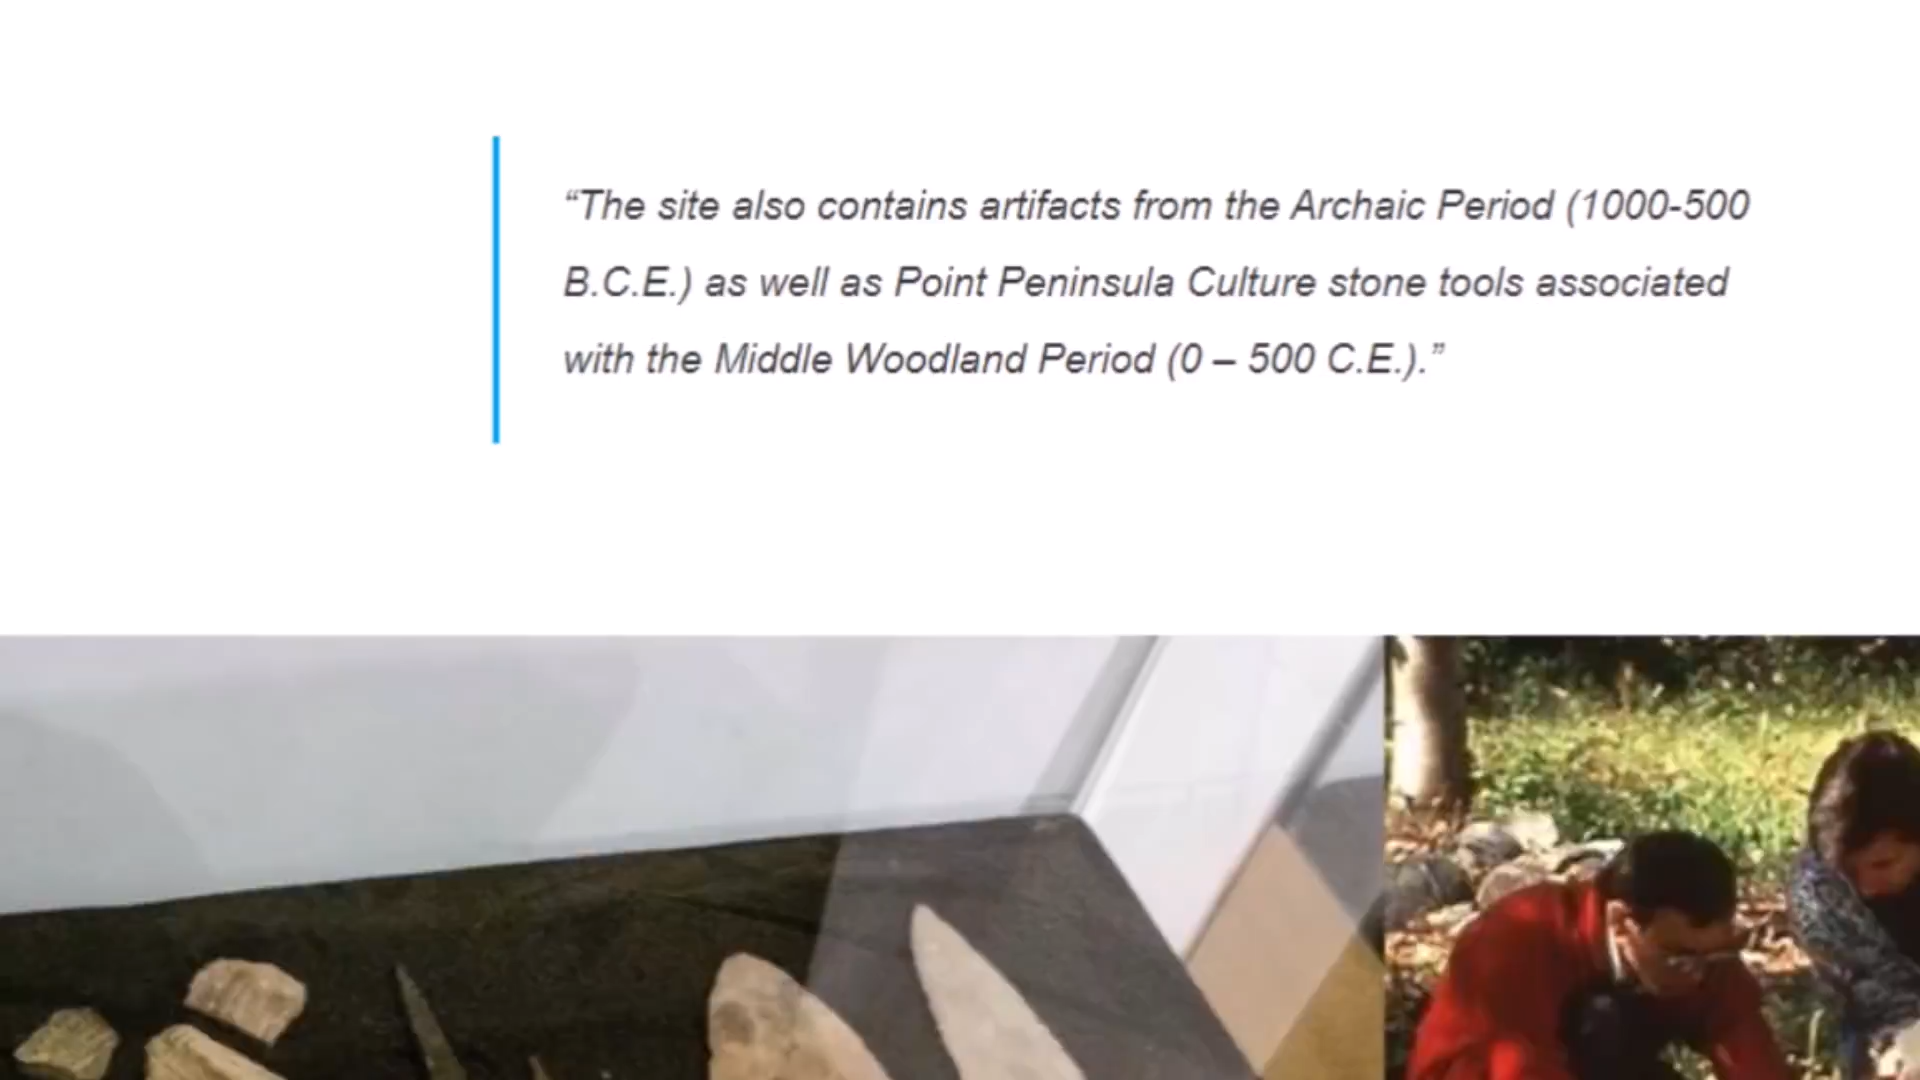 “The site also contains artifacts from the Archaic Period (1000-500
B.C.E.) as well as Point Peninsula Culture stone tools associated
with the Middle Woodland Period (0 – 500 C.E.).”